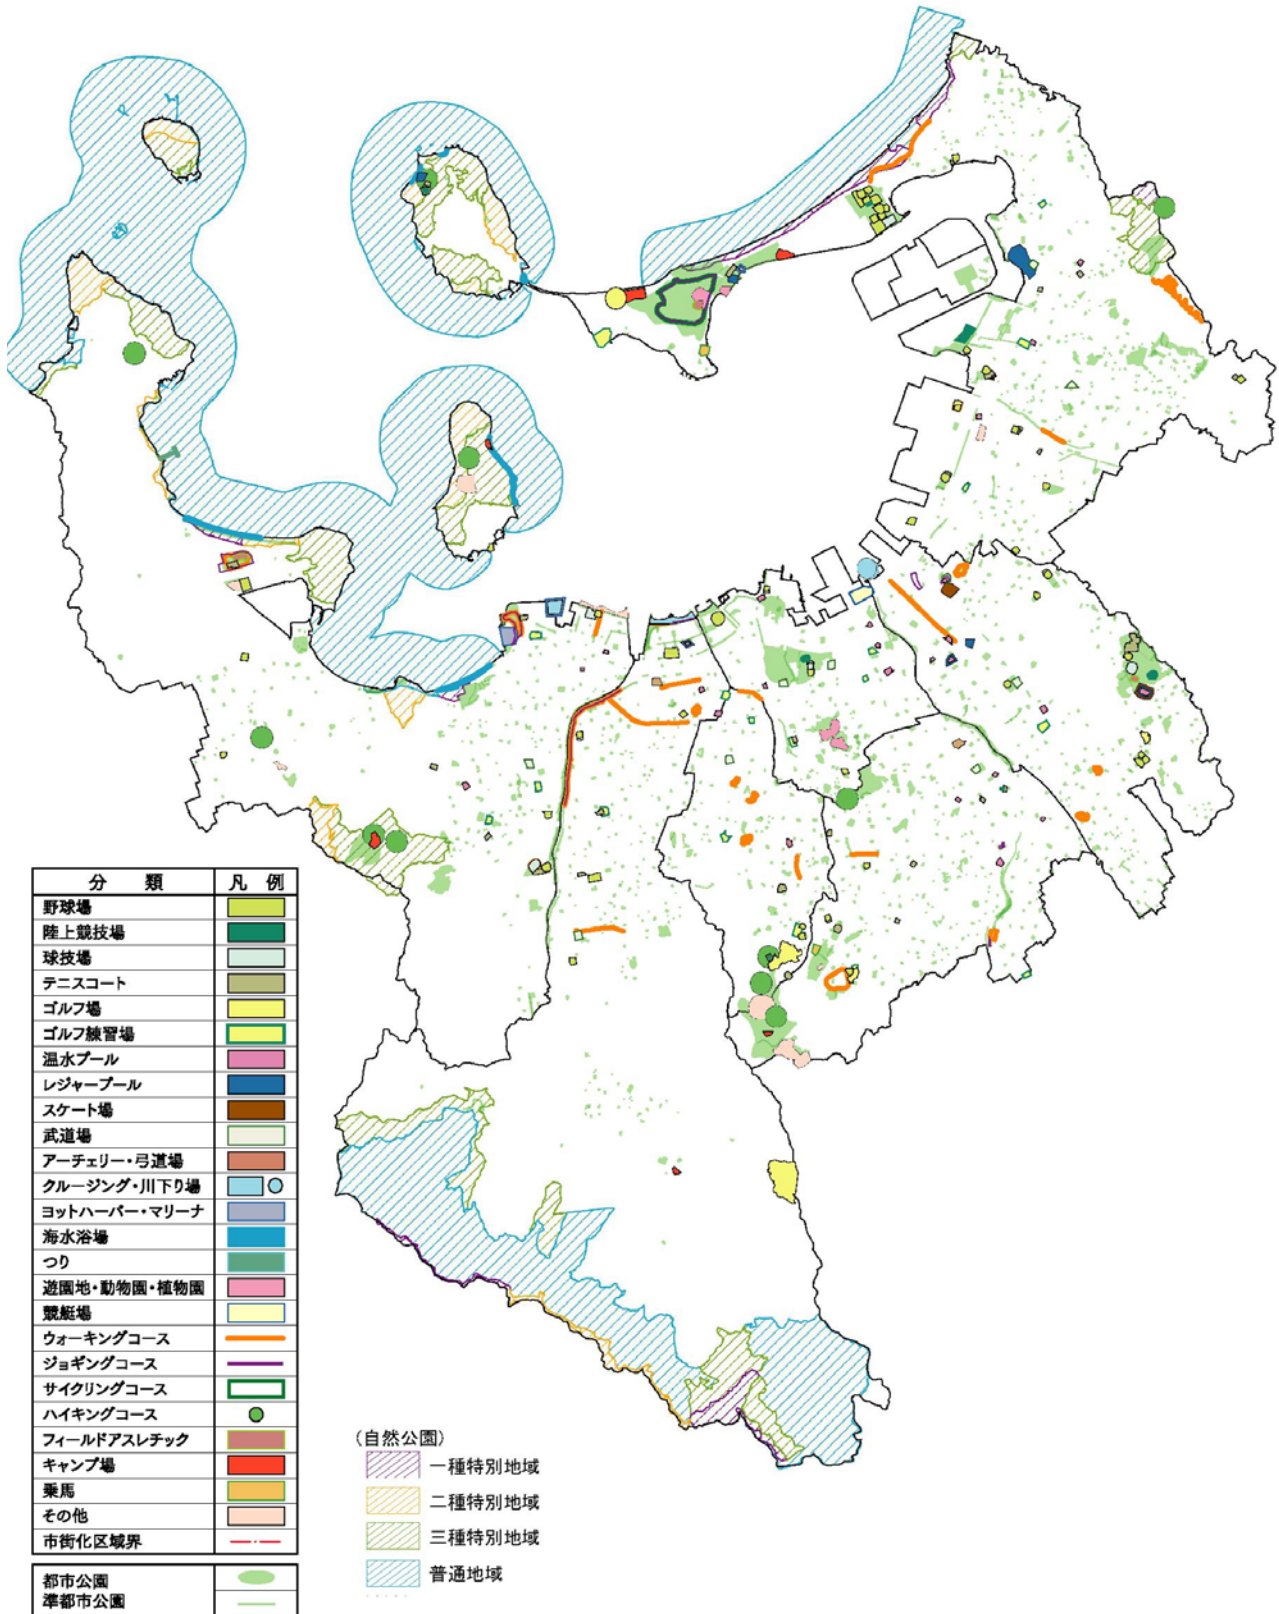 分 類 凡 例
野球場
陸上競技場
球技場
テニスコート
ゴルフ場
ゴルフ練習場
温水プール
レジャープール
スケート場
武道場
アーチェリー・弓道場
クルージング・川下り場
ヨットハーバー・マリーナ
海水浴場
つり
遊園地・動物園・植物園
競艇場
ウォーキングコース
ジョギングコース
サイクリングコース
ハイキングコース
フィールドアスレチック
キャンプ場
乗馬
その他
市街化区域界
都市公園
準都市公園
(自然公園)
一種特別地域
二種特別地域
三種特別地域
普通地域